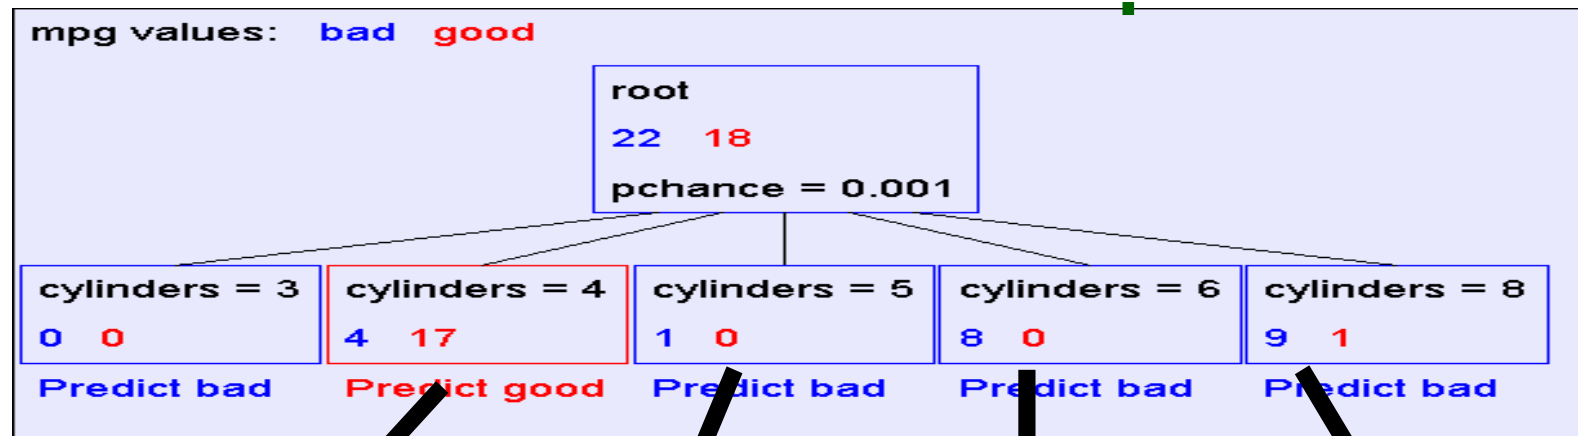 mpg values: bad good
root
22 18
pchance = 0.001
cylinders = 3 cylinders = 4 cylinders = 5 cylinders = 6 cylinders = 8
0 0 4 17 1 0 8 0 9 1
Predict bad Predict good Predict bad Predict bad Predict bad